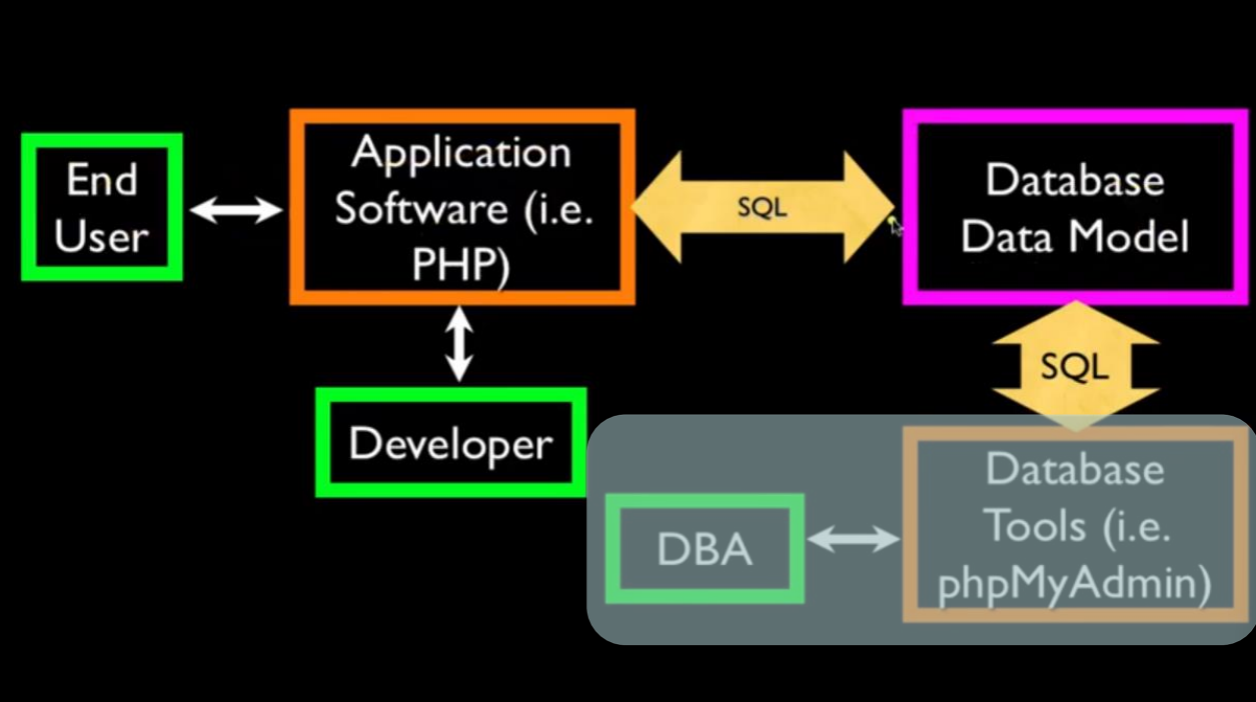 End
User
Application
Software (i.e.
PHP)
SQL
Database
Data Model
SQL
Developer
DBA
Database
Tools (i.e.
phpMyAdmin)